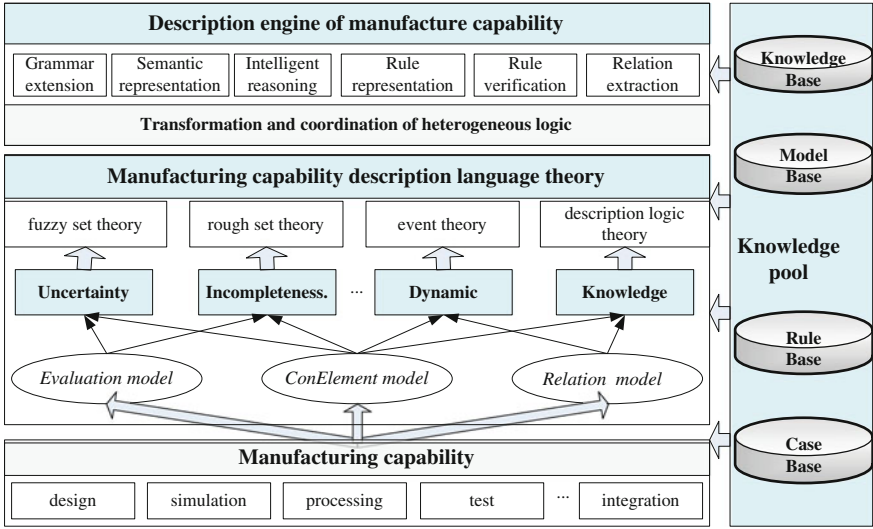 Description engine of manufacture capability
Grammar
extension
Semantic
representation
Intelligent
reasoning
Rule
representation
Rule
verification
Relation
extraction
Transformation and coordination of heterogeneous logic
Manufacturing capability description language theory
fuzzy set theory
rough set theory
event theory
description logic
theory
Uncertainty
Incompleteness.
...
Dynamic
Knowledge
Evaluation model
ConElement model
Relation model
Manufacturing capability
design
simulation
processing
test
...
integration
Knowledge
Base
Model
Base
Knowledge
pool
Rule
Base
Case
Base